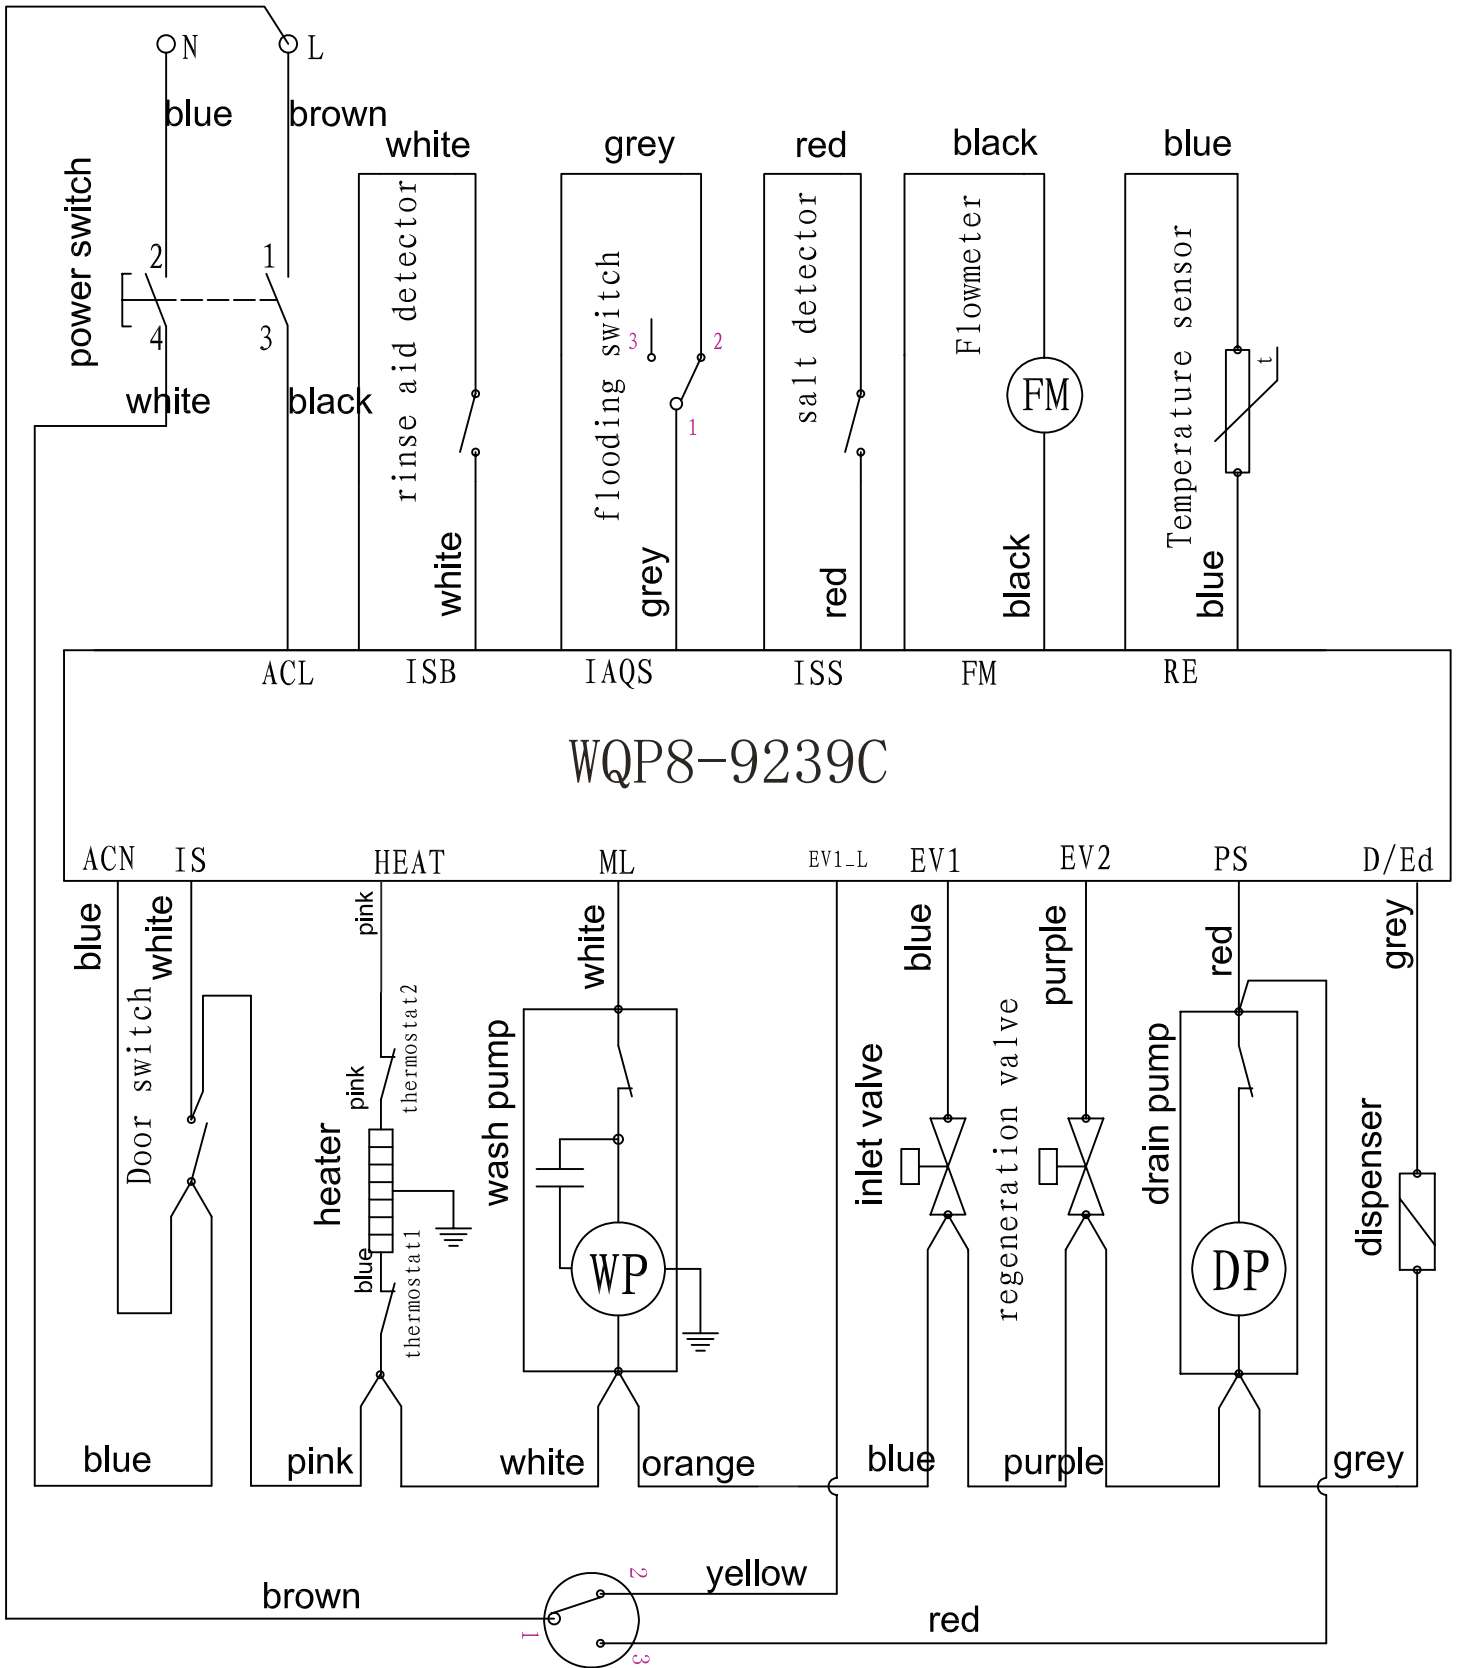 N
L
blue
brown
white
grey
red
black
blue
power switch
2
1
4
3
white
black
rinse aid detector
white
flooding switch
3
2
1
grey
salt detector
red
Flowmeter
FM
black
Temperature sensor
t
blue
ACL
ISB
IAQS
ISS
FM
RE
WQP8-9239C
ACN
IS
HEAT
ML
EV1_L
EV1
EV2
PS
D/Ed
blue
white
pink
white
blue
purple
red
grey
Door switch
thermostat2
pink
heater
blue
thermostat1
wash pump
WP
inlet valve
regeneration valve
drain pump
DP
dispenser
blue
pink
white
orange
blue
purple
grey
brown
1
2
3
yellow
red